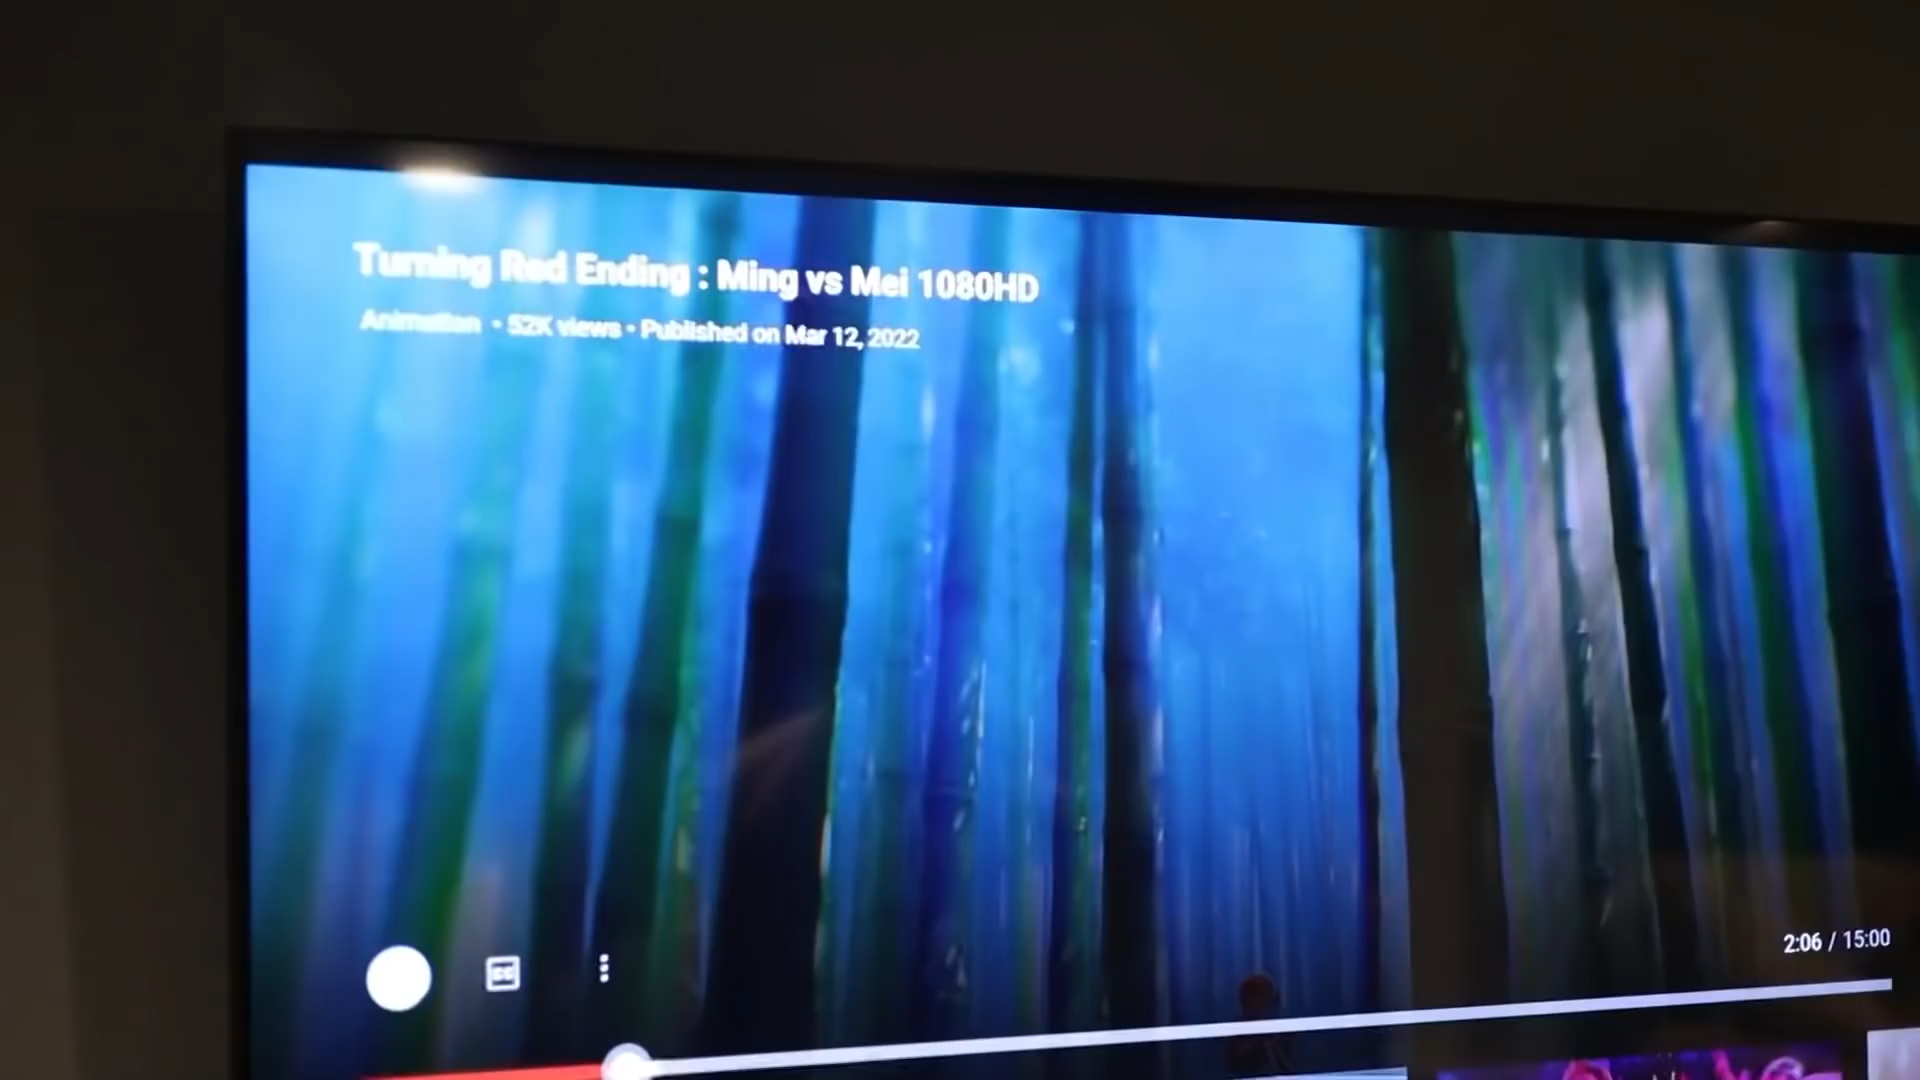 Turning Red Ending : Ming vs Mei 1080HD
Animation • 52K views • Published on Mar 12, 2022
CC
2:06 / 15:00